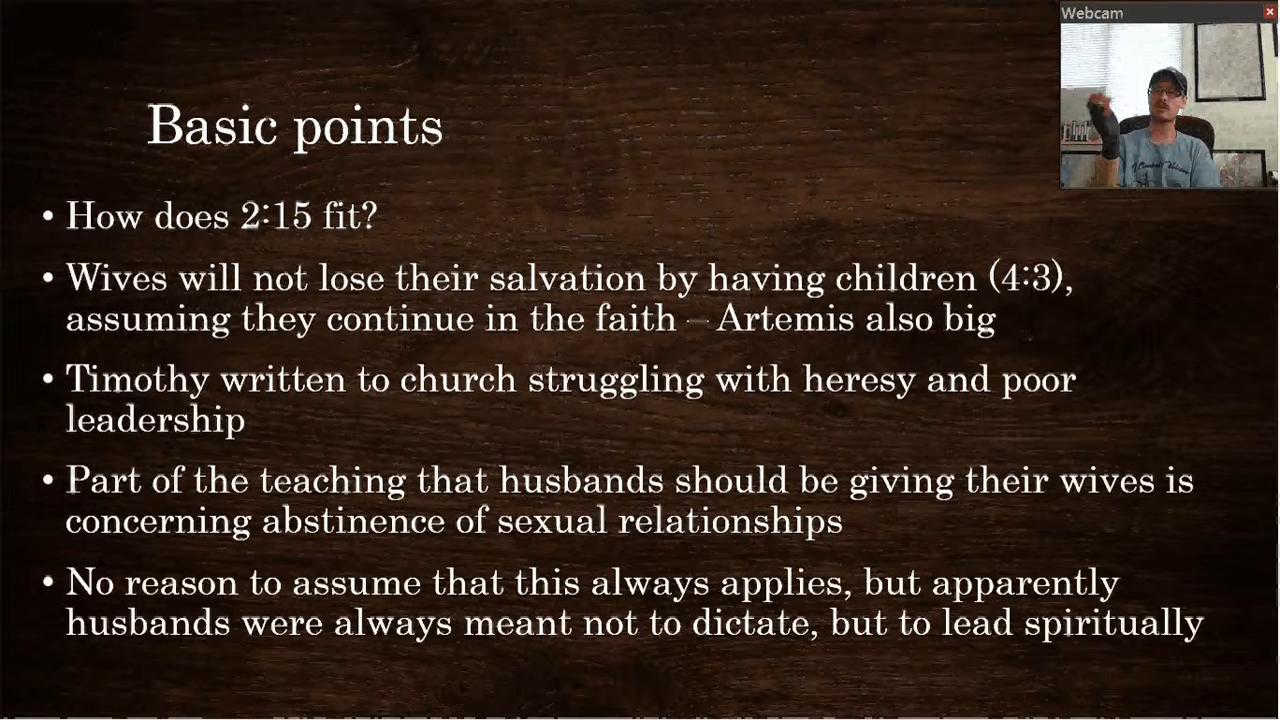 Webcam
Basic points
• How does 2:15 fit?
• Wives will not lose their salvation by having children (4:3),
assuming they continue in the faith – Artemis also big
• Timothy written to church struggling with heresy and poor
leadership
• Part of the teaching that husbands should be giving their wives is
concerning abstinence of sexual relationships
• No reason to assume that this always applies, but apparently
husbands were always meant not to dictate, but to lead spiritually